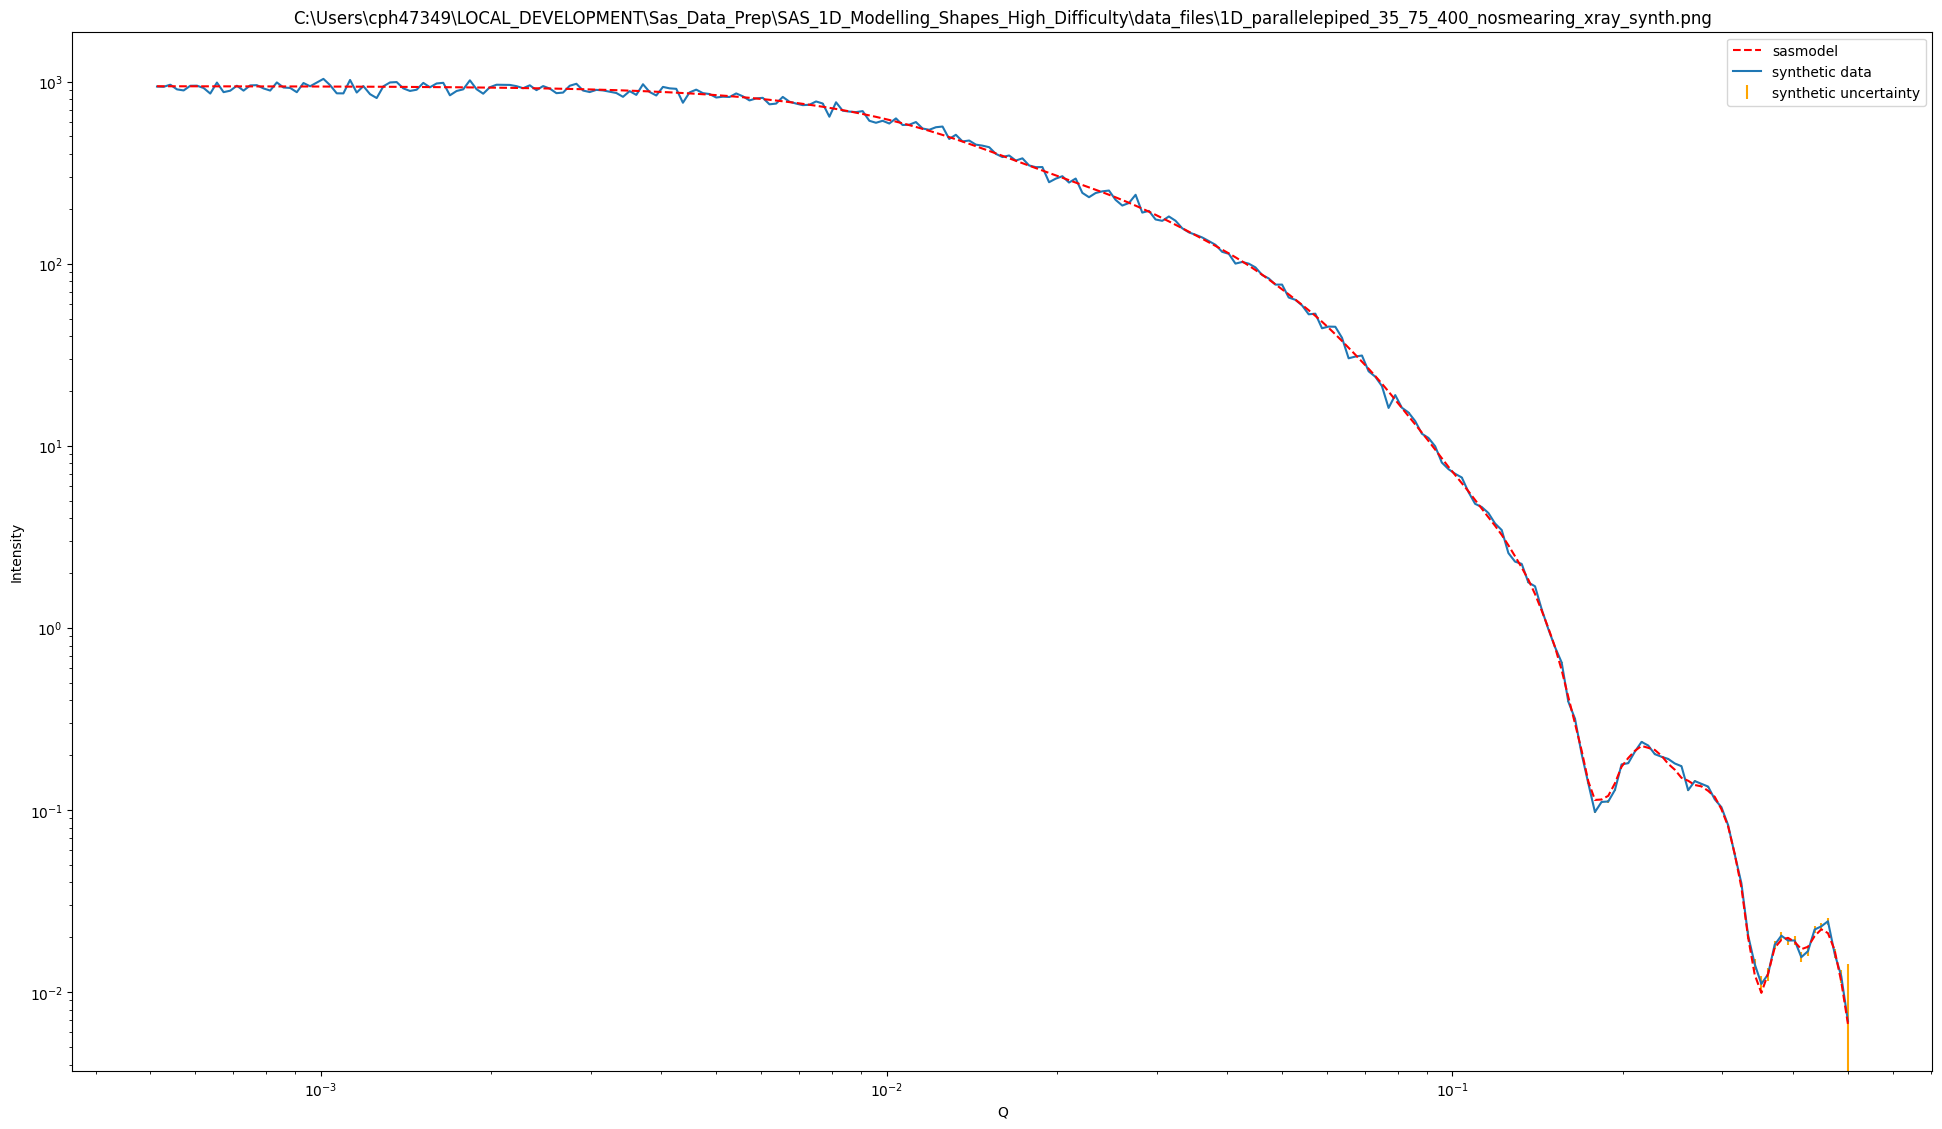 C:\Users\cph47349\LOCAL_DEVELOPMENT\Sas_Data_Prep\SAS_1D_Modelling_Shapes_High_Difficulty\data_files\1D_parallelepiped_35_75_400_nosmearing_xray_synth.png
sasmodel
synthetic data
synthetic uncertainty
10³
10²
10¹
10⁰
10⁻¹
10⁻²
Intensity
10⁻³
10⁻²
10⁻¹
Q